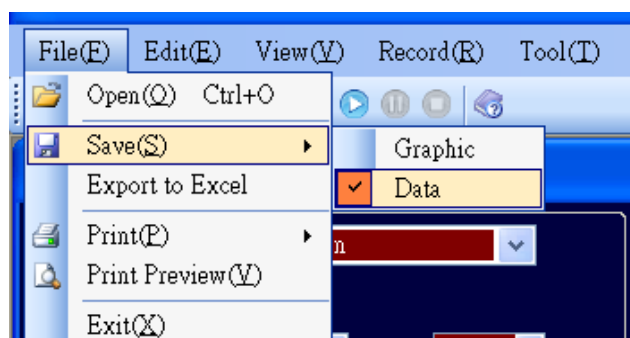 File(F) Edit(E) View(V) Record(R) Tool(T)
Open(O) Ctrl+O
Save(S)
Graphic
Export to Excel
Data
Print(P)
n
Print Preview(V)
Exit(X)